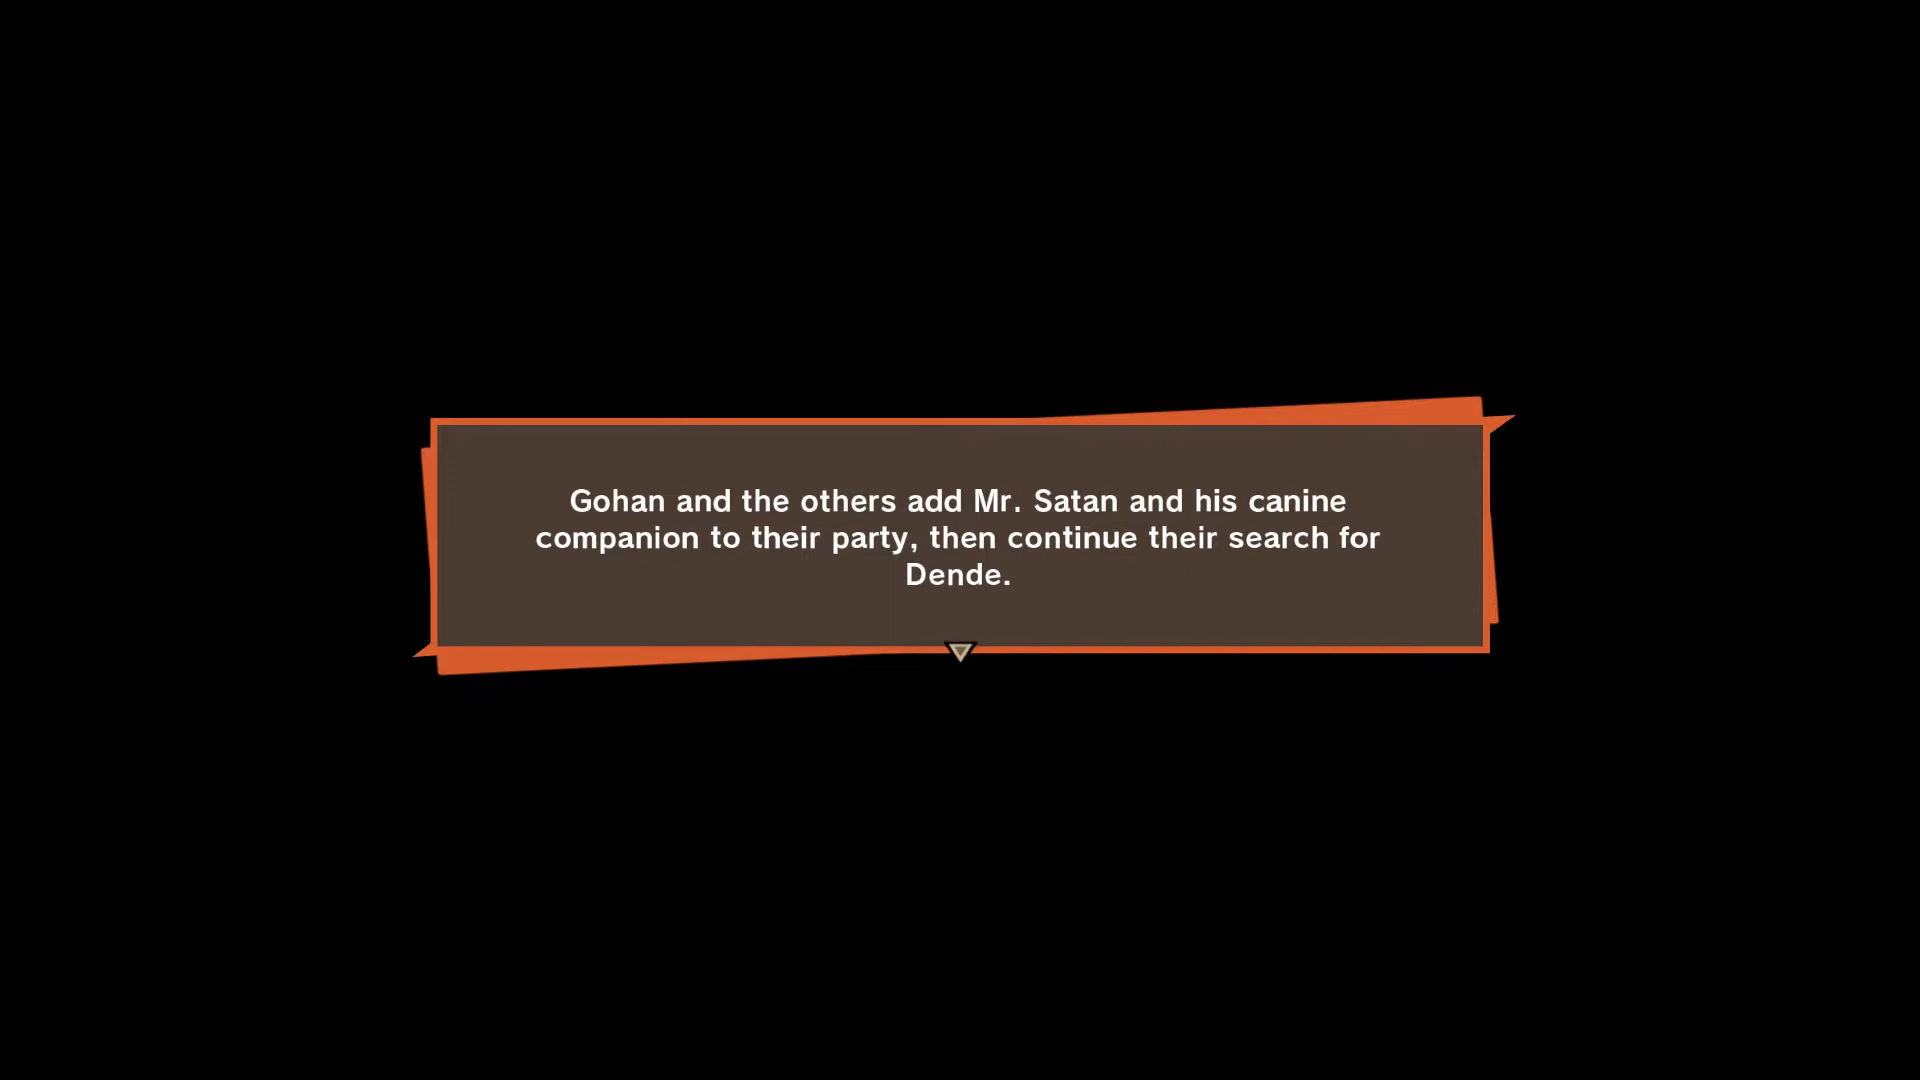 Gohan and the others add Mr. Satan and his canine
companion to their party, then continue their search for
Dende.